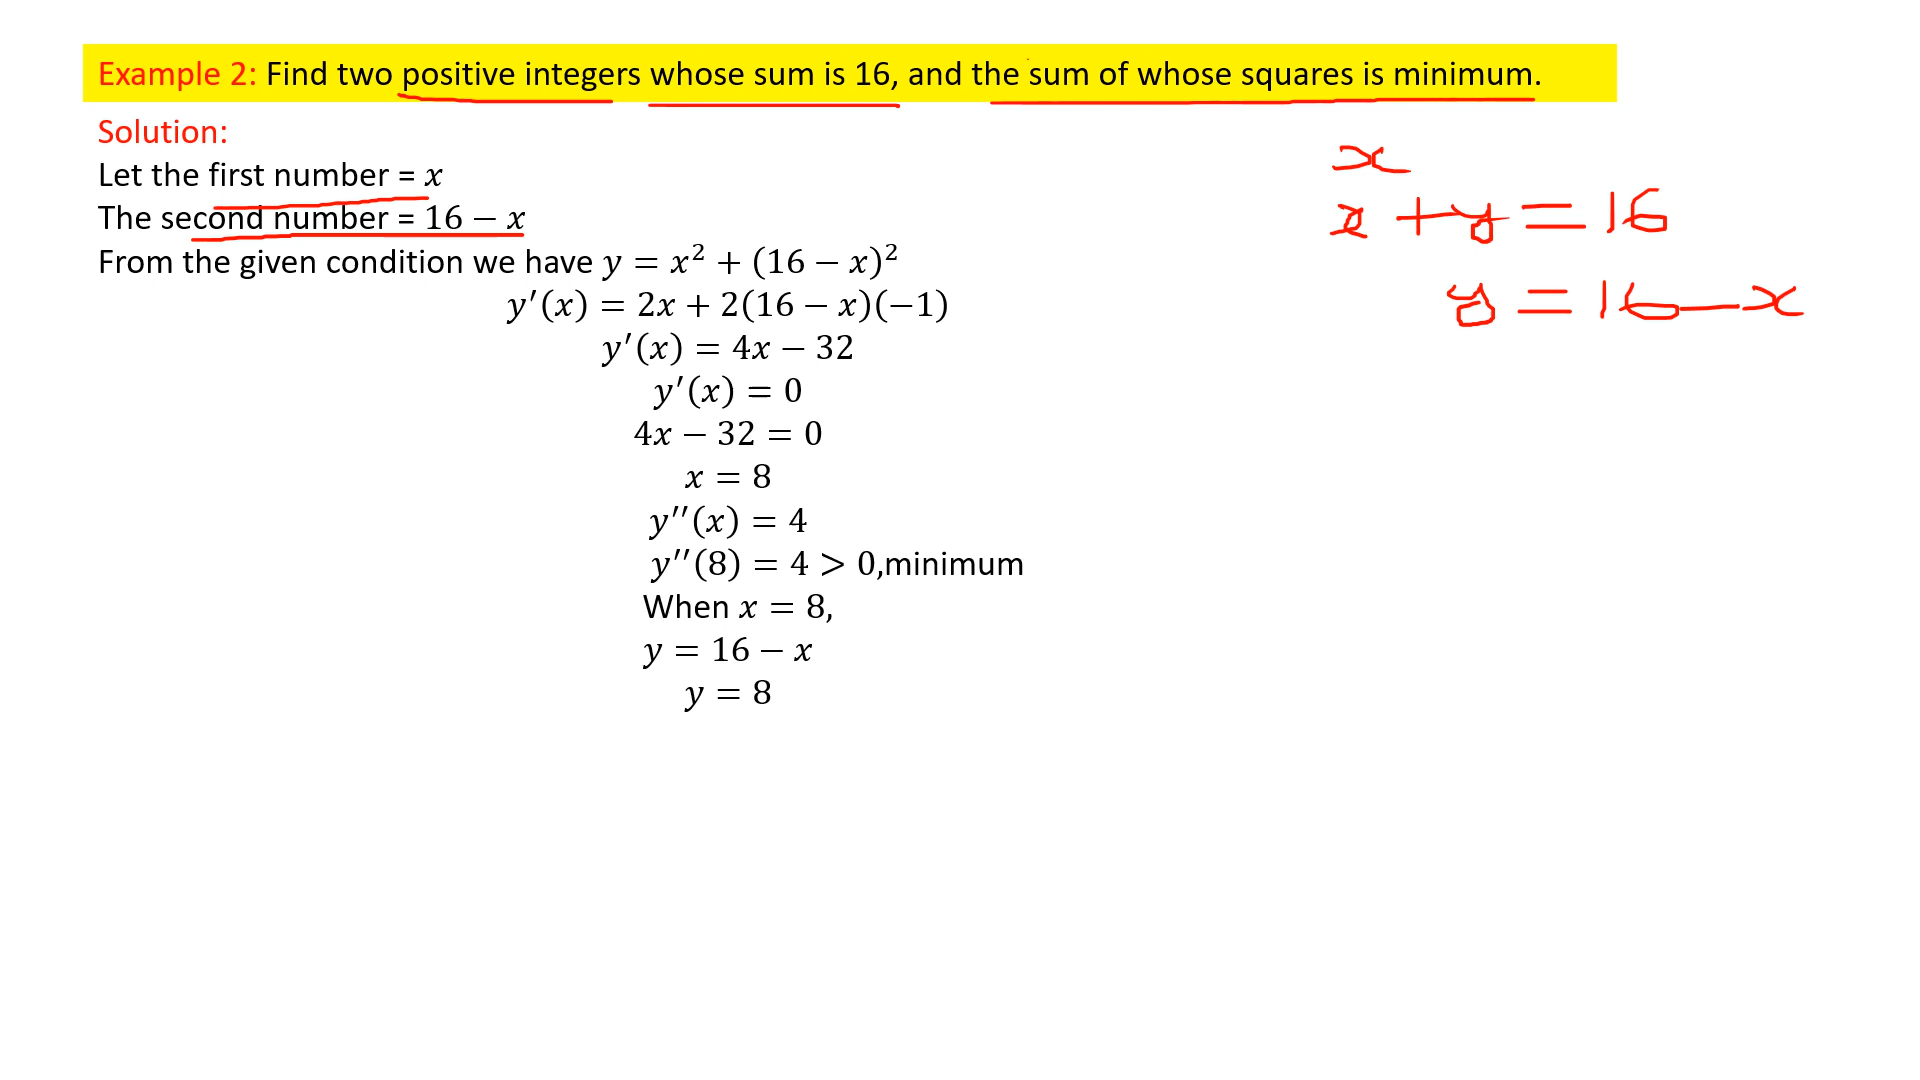 Example 2: Find two positive integers whose sum is 16, and the sum of whose squares is minimum.
Solution:
Let the first number = x
The second number = 16 − x
From the given condition we have y = x² + (16 − x)²
y′(x) = 2x + 2(16 − x)(−1)
y′(x) = 4x − 32
y′(x) = 0
4x − 32 = 0
x = 8
y′′(x) = 4
y′′(8) = 4 > 0,minimum
When x = 8,
y = 16 − x
y = 8
x
x + y = 16
y = 16 − x